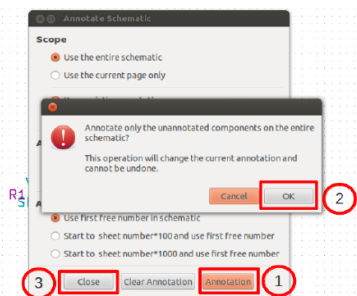 Annotate Schematic
Scope
Use the entire schematic
Use the current page only
Annotate only the unannotated components on the entire
schematic?
This operation will change the current annotation and
cannot be undone.
Cancel
OK
2
R1
Use first free number in schematic
Start to sheet number*100 and use first free number
Start to sheet number*1000 and use first free number
3
Close
Clear Annotation
Annotation
1